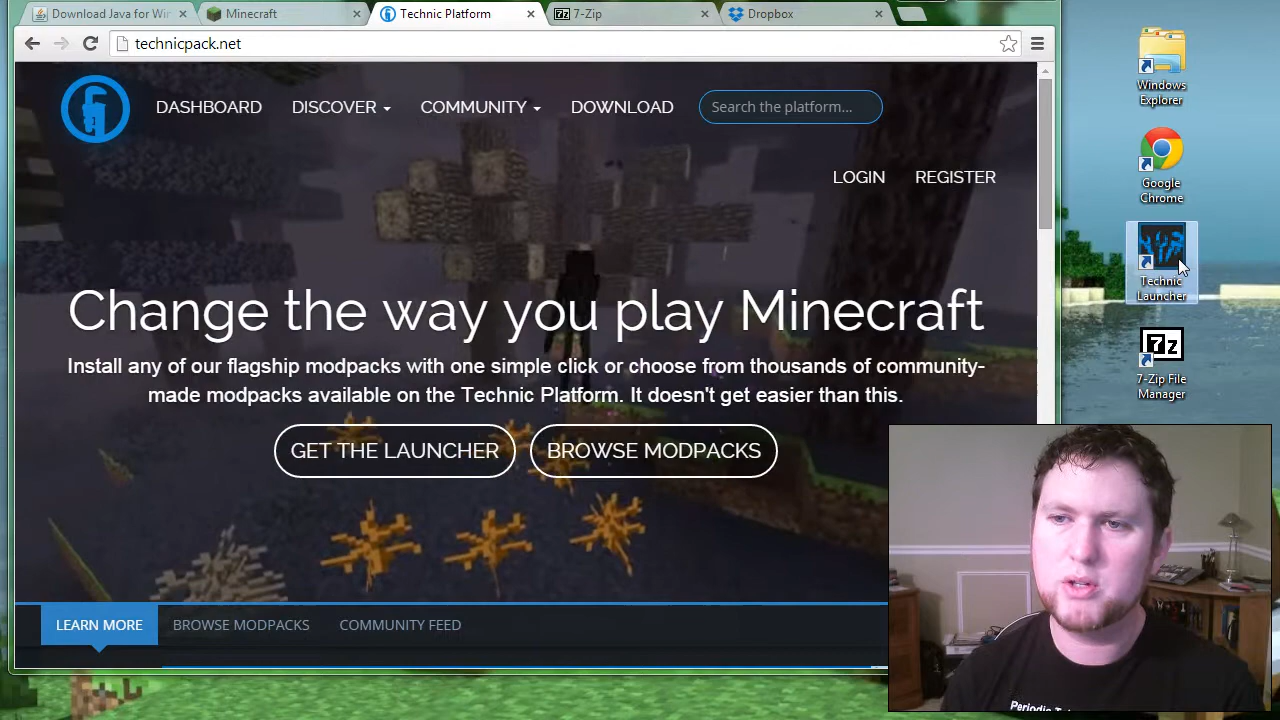 Download Java for Win
Minecraft
Technic Platform
7-Zip
Dropbox
technicpack.net
DASHBOARD
DISCOVER
COMMUNITY
DOWNLOAD
Search the platform...
LOGIN
REGISTER
Change the way you play Minecraft
Install any of our flagship modpacks with one simple click or choose from thousands of community-
made modpacks available on the Technic Platform. It doesn't get easier than this.
GET THE LAUNCHER
BROWSE MODPACKS
LEARN MORE
BROWSE MODPACKS
COMMUNITY FEED
Windows
Explorer
Google
Chrome
Technic
Launcher
7z
7-Zip File
Manager
Periodic